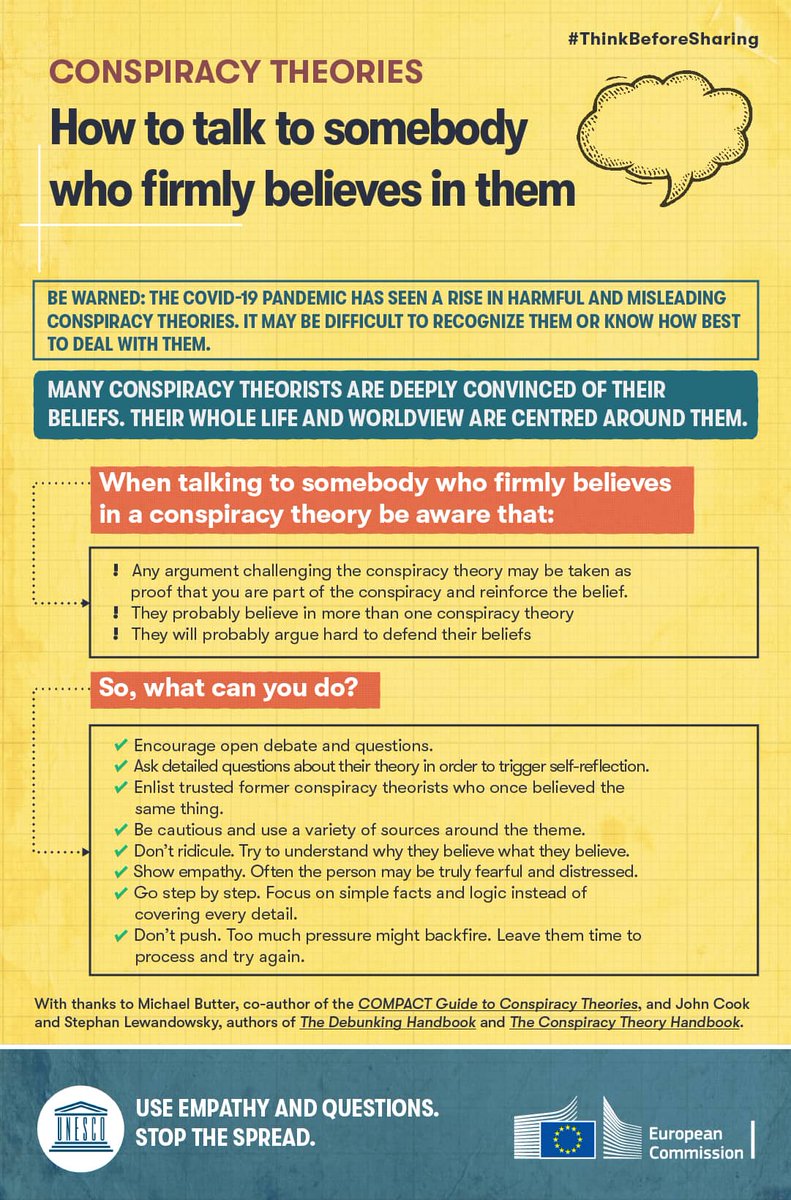 #ThinkBeforeSharing
CONSPIRACY THEORIES
How to talk to somebody
who firmly believes in them
BE WARNED: THE COVID-19 PANDEMIC HAS SEEN A RISE IN HARMFUL AND MISLEADING
CONSPIRACY THEORIES. IT MAY BE DIFFICULT TO RECOGNIZE THEM OR KNOW HOW BEST
TO DEAL WITH THEM.
MANY CONSPIRACY THEORISTS ARE DEEPLY CONVINCED OF THEIR
BELIEFS. THEIR WHOLE LIFE AND WORLDVIEW ARE CENTRED AROUND THEM.
When talking to somebody who firmly believes
in a conspiracy theory be aware that:
! Any argument challenging the conspiracy theory may be taken as
proof that you are part of the conspiracy and reinforce the belief.
! They probably believe in more than one conspiracy theory
! They will probably argue hard to defend their beliefs
So, what can you do?
✔ Encourage open debate and questions.
✔ Ask detailed questions about their theory in order to trigger self-reflection.
✔ Enlist trusted former conspiracy theorists who once believed the
same thing.
✔ Be cautious and use a variety of sources around the theme.
✔ Don't ridicule. Try to understand why they believe what they believe.
✔ Show empathy. Often the person may be truly fearful and distressed.
✔ Go step by step. Focus on simple facts and logic instead of
covering every detail.
✔ Don't push. Too much pressure might backfire. Leave them time to
process and try again.
With thanks to Michael Butter, co-author of the COMPACT Guide to Conspiracy Theories, and John Cook
and Stephan Lewandowsky, authors of The Debunking Handbook and The Conspiracy Theory Handbook.
UNESCO
USE EMPATHY AND QUESTIONS.
STOP THE SPREAD.
European
Commission